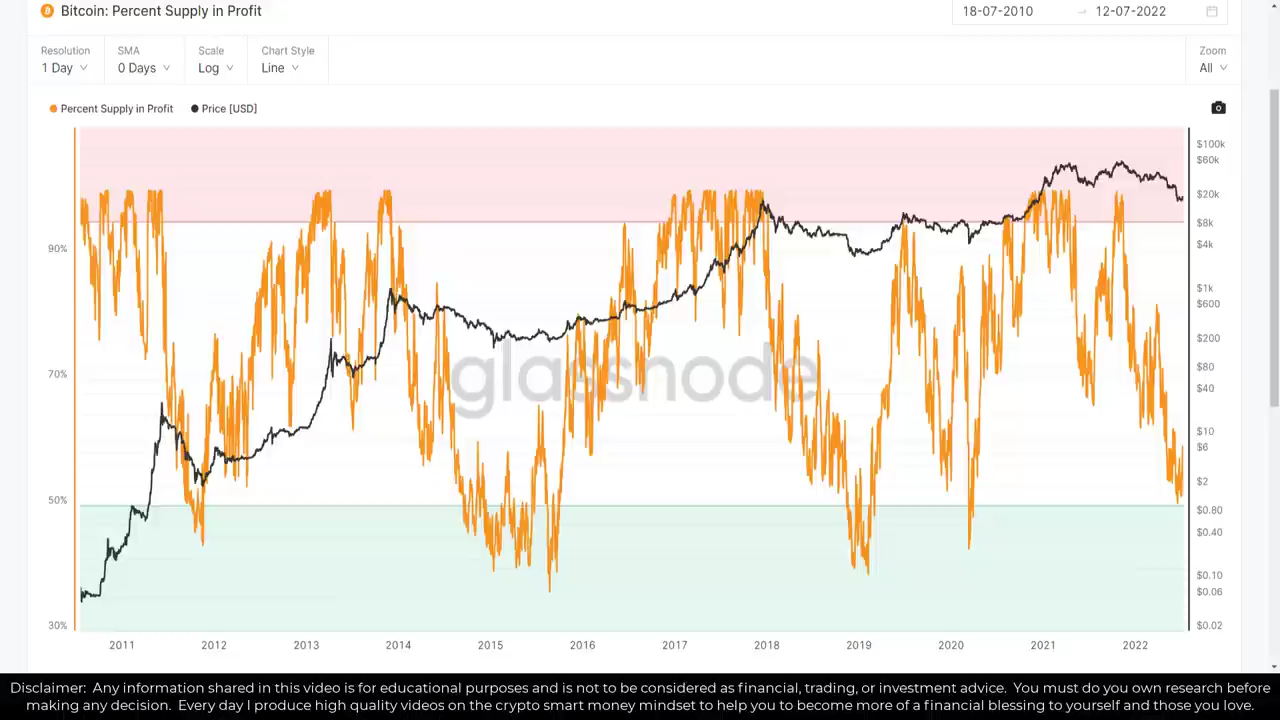 Bitcoin: Percent Supply in Profit
18-07-2010 → 12-07-2022
Resolution SMA Scale Chart Style Zoom
1 Day 0 Days Log Line All
Percent Supply in Profit Price [USD]
$100k
$60k
$20k
$8k
90%
$4k
$1k
$600
$200
70%
$80
$40
$10
$6
$2
50%
$0.80
$0.40
$0.10
$0.06
30%
$0.02
glassnode
2011 2012 2013 2014 2015 2016 2017 2018 2019 2020 2021 2022
Disclaimer: Any information shared in this video is for educational purposes and is not to be considered as financial, trading, or investment advice. You must do you own research before
making any decision. Every day I produce high quality videos on the crypto smart money mindset to help you to become more of a financial blessing to yourself and those you love.